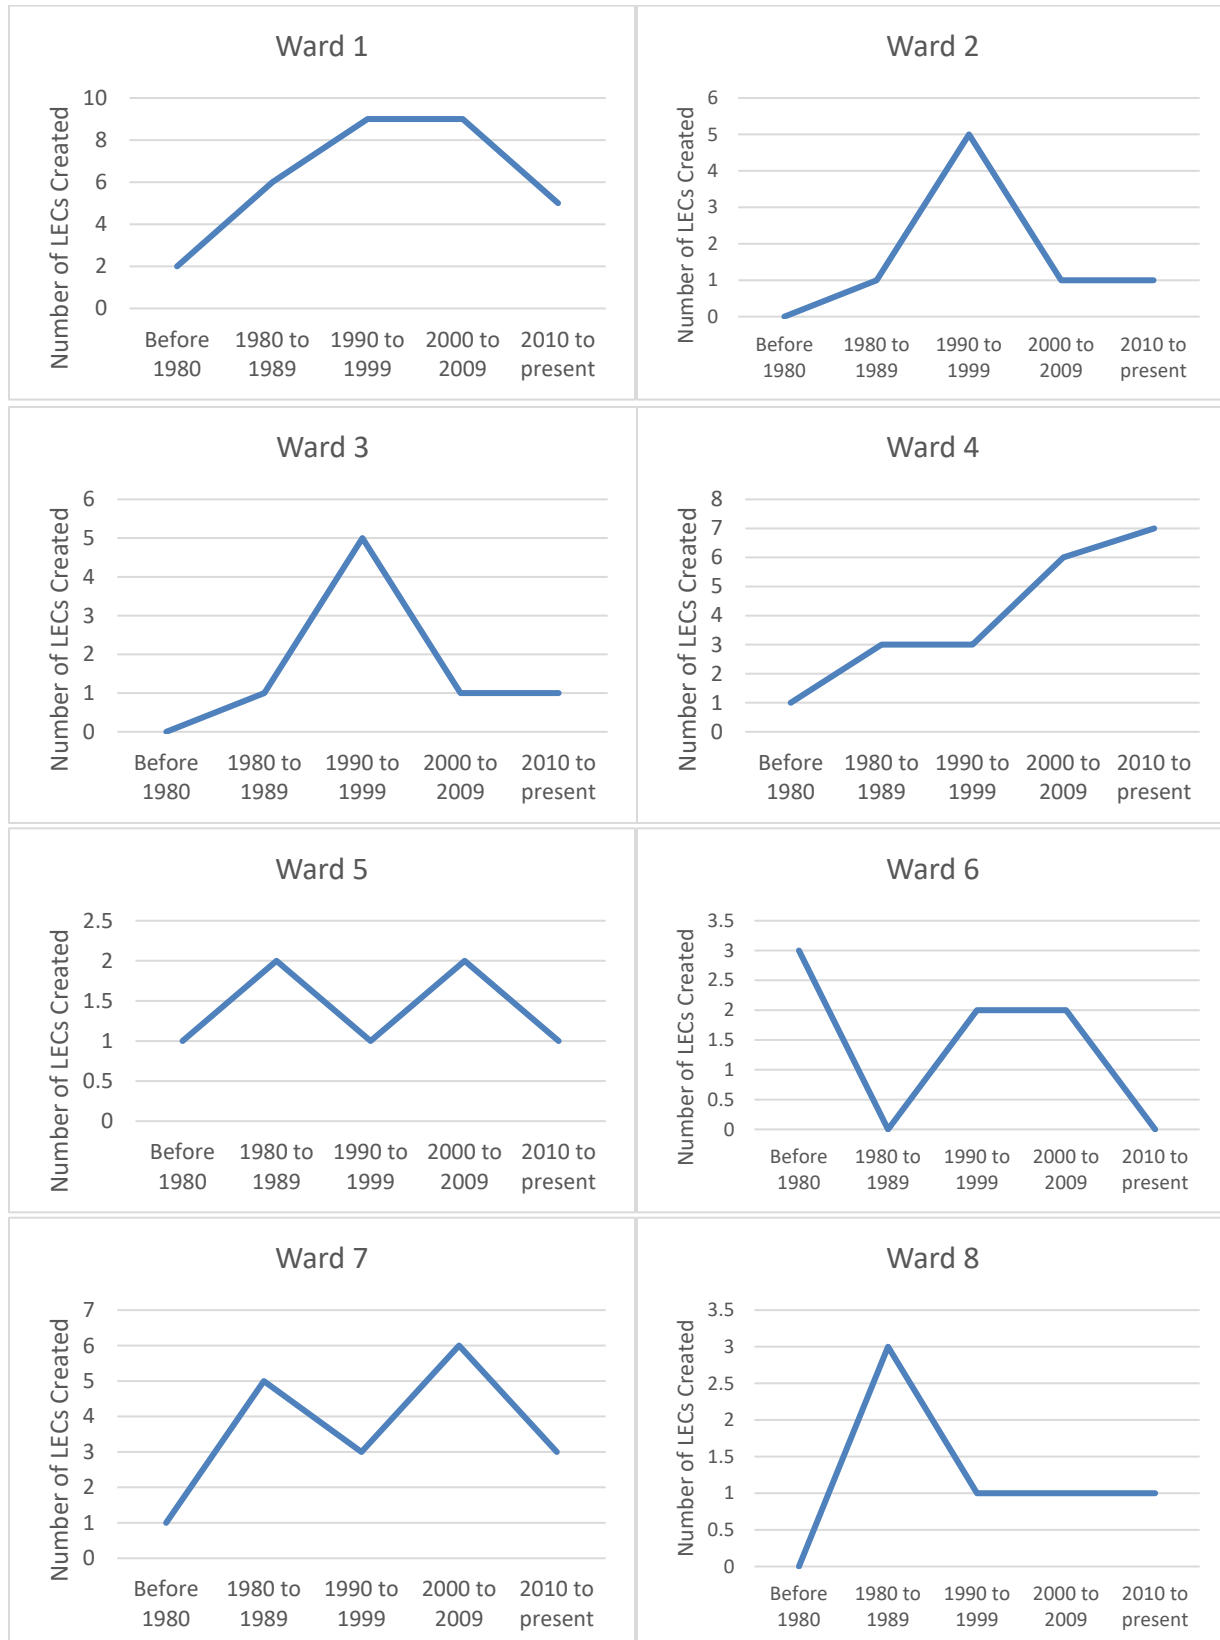 Ward 1
Number of LECs Created
10
8
6
4
2
0
Before 1980 to 1990 to 2000 to 2010 to
1980 1989 1999 2009 present
Ward 2
Number of LECs Created
6
5
4
3
2
1
0
Before 1980 to 1990 to 2000 to 2010 to
1980 1989 1999 2009 present
Ward 3
Number of LECs Created
6
5
4
3
2
1
0
Before 1980 to 1990 to 2000 to 2010 to
1980 1989 1999 2009 present
Ward 4
Number of LECs Created
8
7
6
5
4
3
2
1
0
Before 1980 to 1990 to 2000 to 2010 to
1980 1989 1999 2009 present
Ward 5
Number of LECs Created
2.5
2
1.5
1
0.5
0
Before 1980 to 1990 to 2000 to 2010 to
1980 1989 1999 2009 present
Ward 6
Number of LECs Created
3.5
3
2.5
2
1.5
1
0.5
0
Before 1980 to 1990 to 2000 to 2010 to
1980 1989 1999 2009 present
Ward 7
Number of LECs Created
7
6
5
4
3
2
1
0
Before 1980 to 1990 to 2000 to 2010 to
1980 1989 1999 2009 present
Ward 8
Number of LECs Created
3.5
3
2.5
2
1.5
1
0.5
0
Before 1980 to 1990 to 2000 to 2010 to
1980 1989 1999 2009 present